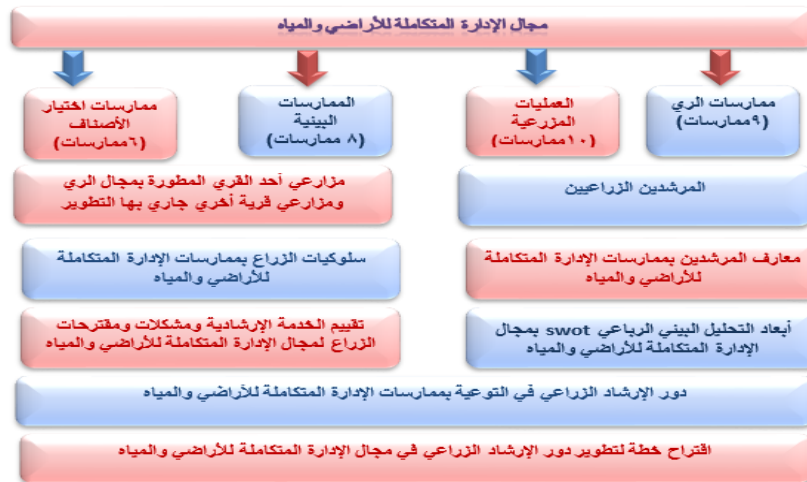 مجال الإدارة المتكاملة للأراضي والمياه
ممارسات الري
(٩ممارسات)
العمليات
المزرعية
(١٠ممارسات)
الممارسات
البينية
(٨ ممارسات)
ممارسات اختيار
الأصناف
(٦ممارسات)
المرشدين الزراعيين
مزارعي أحد القري المطورة بمجال الري
ومزارعي قرية أخري جاري بها التطوير
معارف المرشدين بممارسات الإدارة المتكاملة
للأراضي والمياه
سلوكيات الزراع بممارسات الإدارة المتكاملة
للأراضي والمياه
أبعاد التحليل البيني الرباعي swot بمجال
الإدارة المتكاملة للأراضي والمياه
تقييم الخدمة الإرشادية ومشكلات ومقترحات
الزراع لمجال الإدارة المتكاملة للأراضي والمياه
دور الإرشاد الزراعي في التوعية بممارسات الإدارة المتكاملة للأراضي والمياه
اقتراح خطة لتطوير دور الإرشاد الزراعي في مجال الإدارة المتكاملة للأراضي والمياه